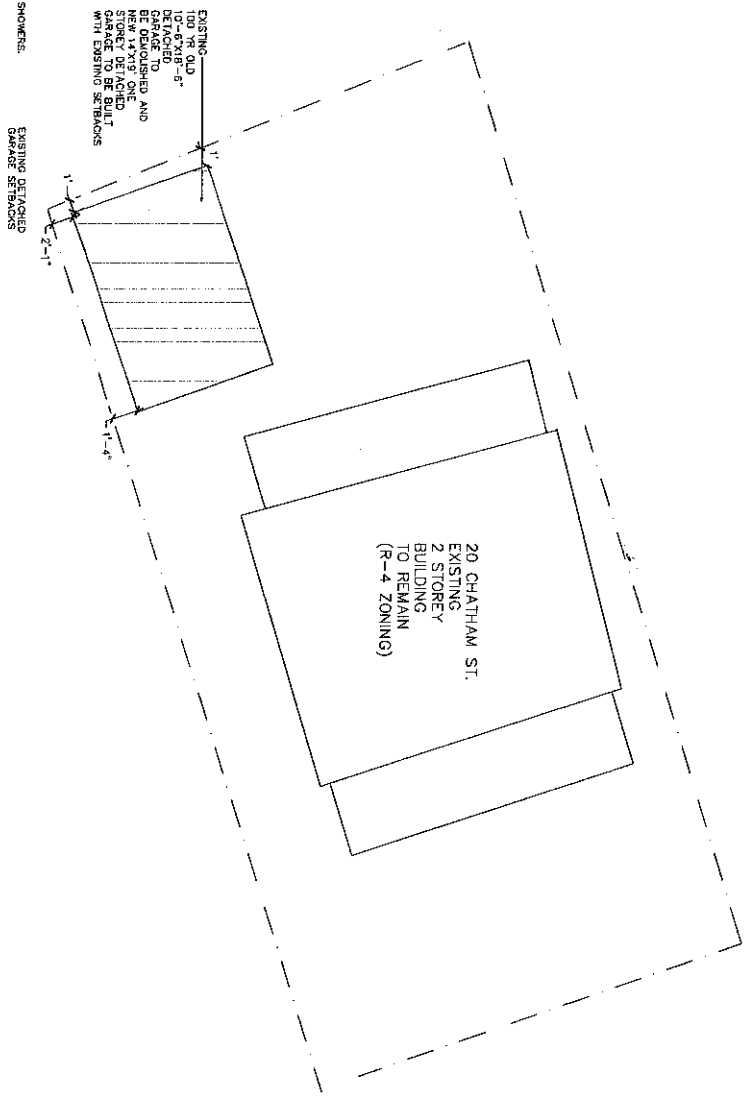 EXISTING
100 YR OLD
10'-6"X18'-6"
DETACHED
GARAGE TO
BE DEMOLISHED AND
NEW 14'X19' ONE
STOREY DETACHED
GARAGE TO BE BUILT
WITH EXISTING SETBACKS
1'
1'
2'-1"
1'-4"
20 CHATHAM ST.
EXISTING
2 STOREY
BUILDING
TO REMAIN
(R-4 ZONING)
SHOWERS.
EXISTING DETACHED
GARAGE SETBACKS